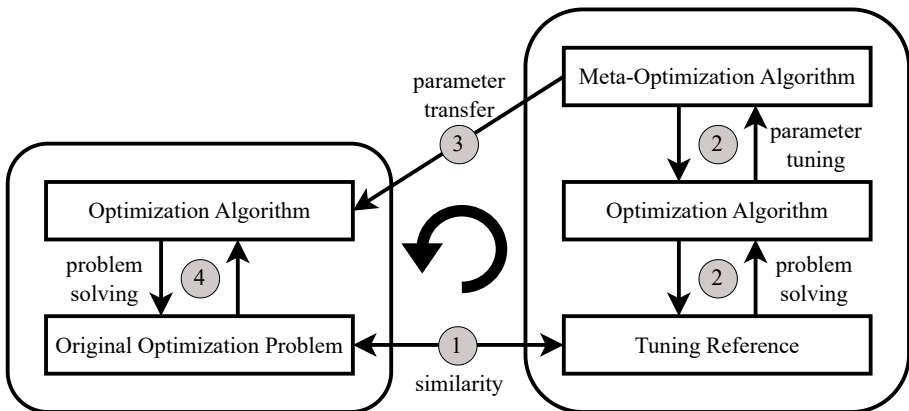 Meta-Optimization Algorithm
parameter
transfer
3
2
parameter
tuning
Optimization Algorithm
Optimization Algorithm
problem
solving
4
2
problem
solving
Original Optimization Problem
1
Tuning Reference
similarity